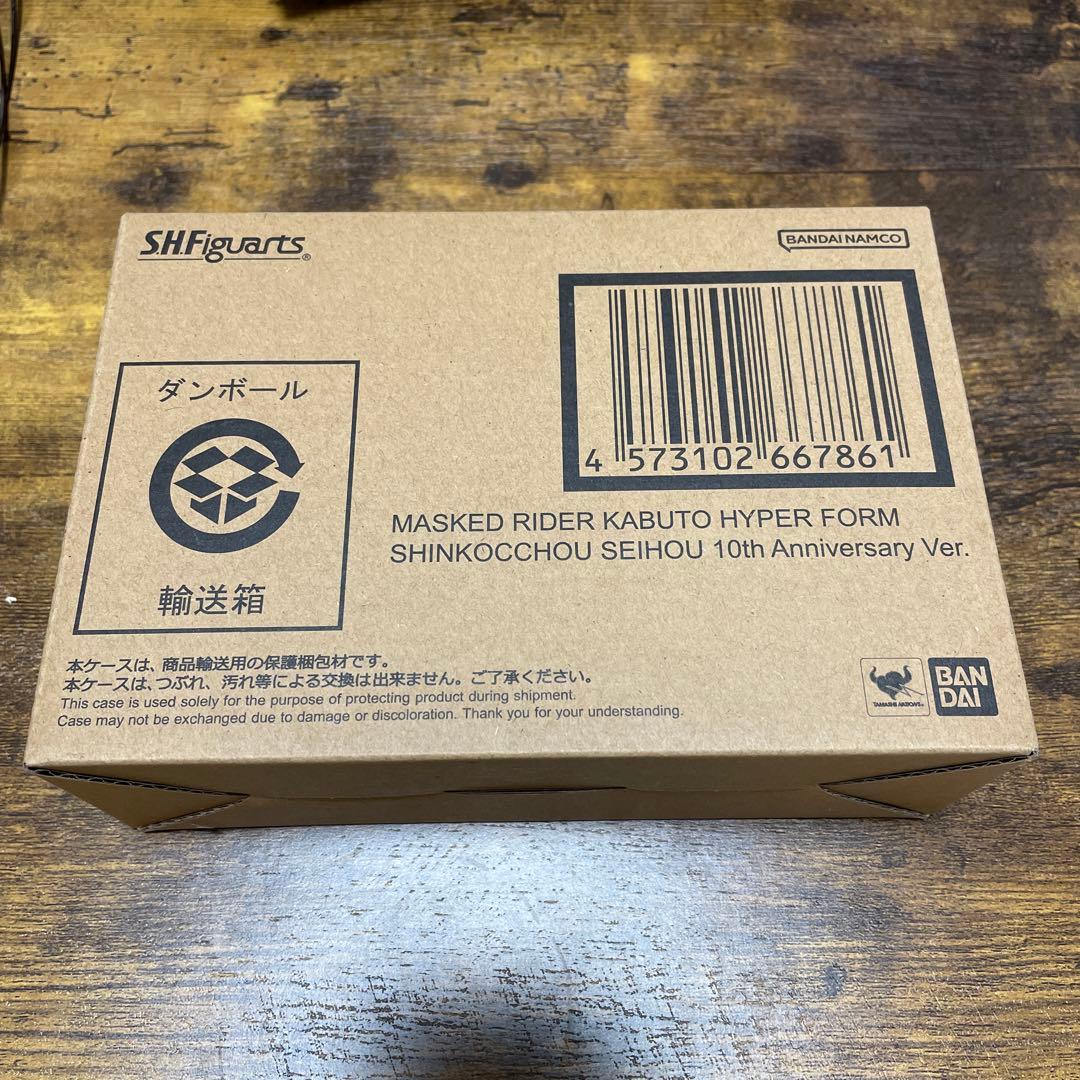 S.H.Figuarts®
BANDAI NAMCO
ダンボール
輸送箱
4 573102 667861
MASKED RIDER KABUTO HYPER FORM
SHINKOCCHOU SEIHOU 10th Anniversary Ver.
本ケースは、商品輸送用の保護梱包材です。
本ケースは、つぶれ、汚れ等による交換は出来ません。ご了承ください。
This case is used solely for the purpose of protecting product during shipment.
Case may not be exchanged due to damage or discoloration. Thank you for your understanding.
TAMASHII NATIONS
BAN
DAI